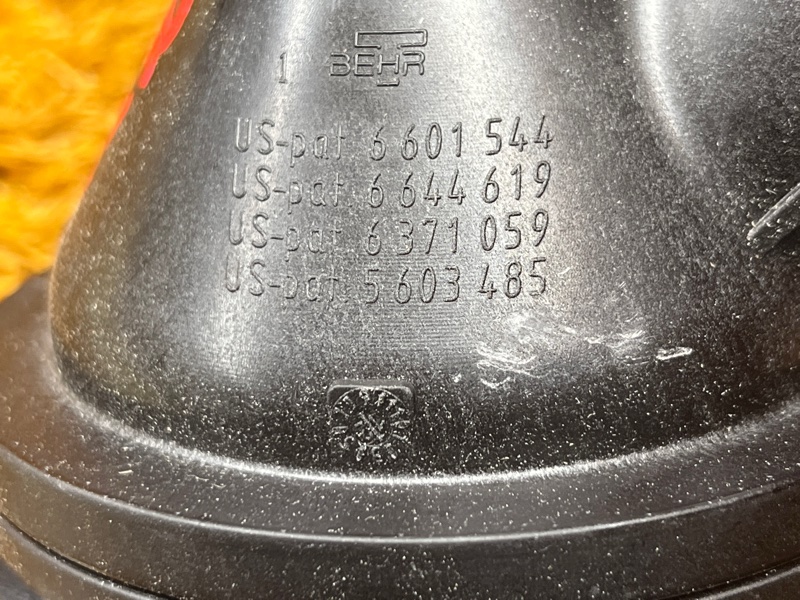 1 BEHR
US-pat 6 601 544
US-pat 6 644 619
US-pat 6 371 059
US-pat 5 603 485